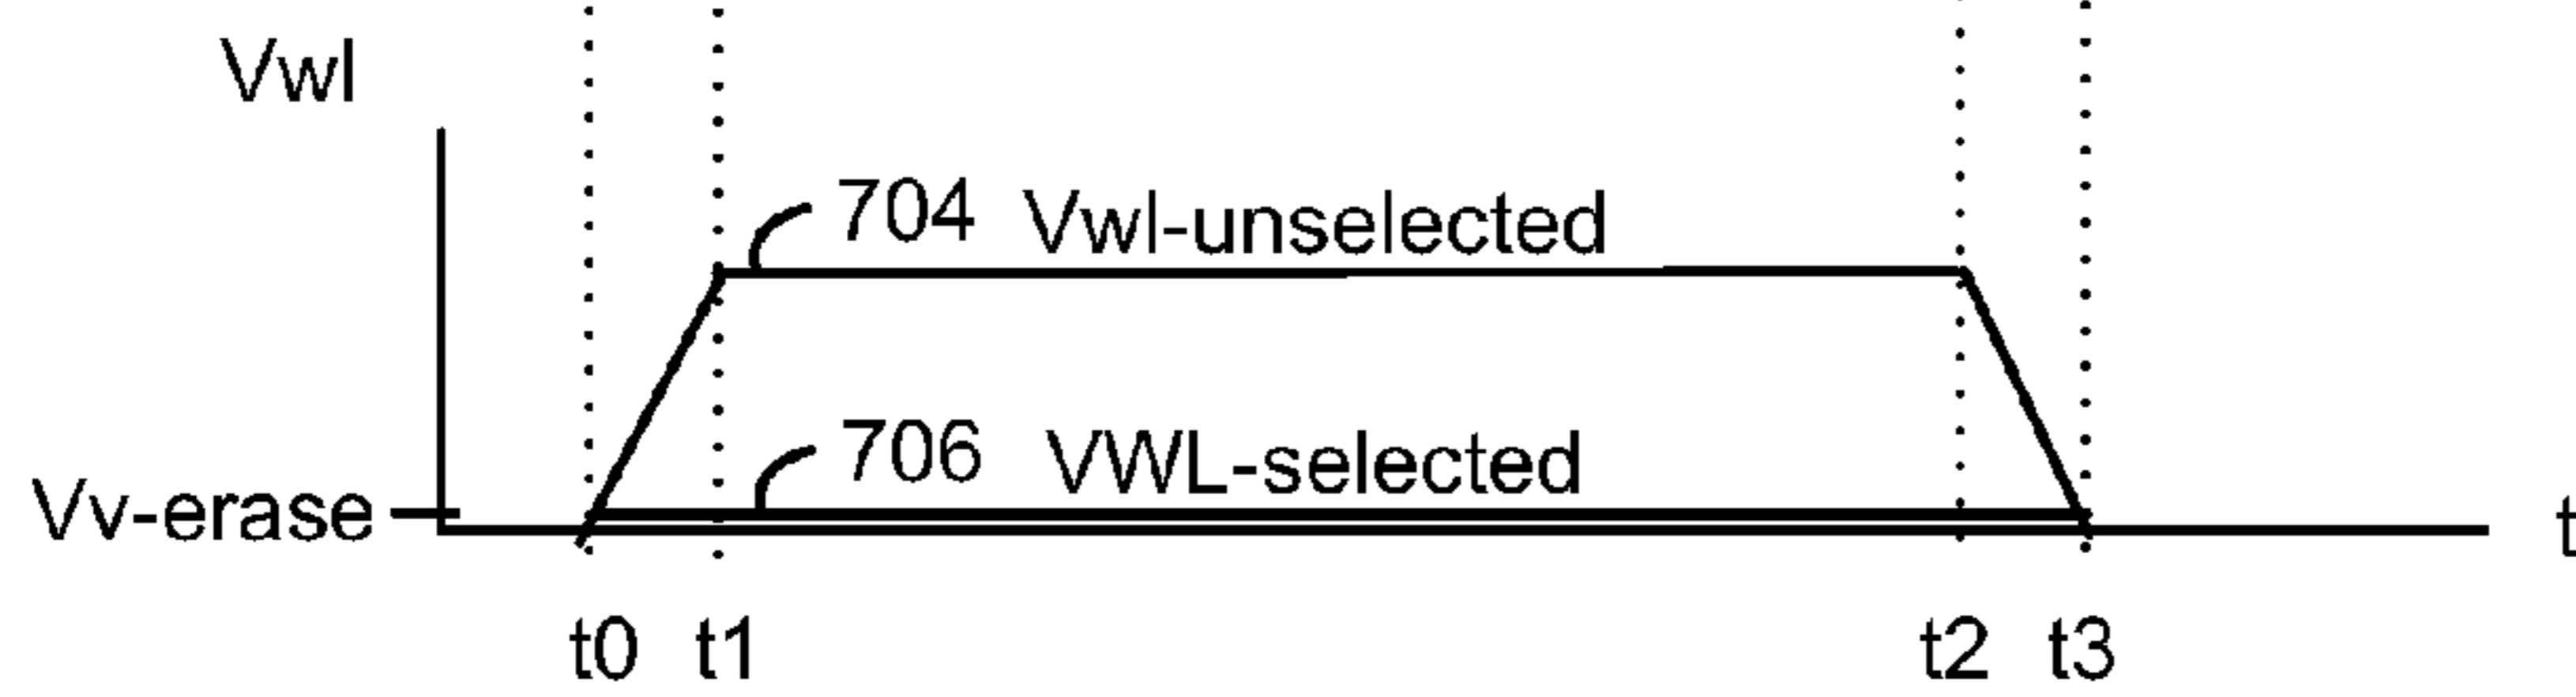 Vwl
704 Vwl-unselected
706 VWL-selected
Vv-erase
t
t0 t1 t2 t3